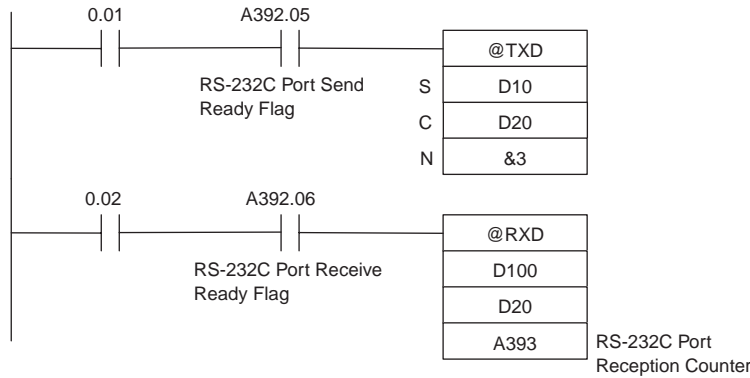 0.01 A392.05
@TXD
RS-232C Port Send
Ready Flag
S D10
C D20
N &3
0.02 A392.06
@RXD
RS-232C Port Receive
Ready Flag
D100
D20
A393 RS-232C Port
Reception Counter